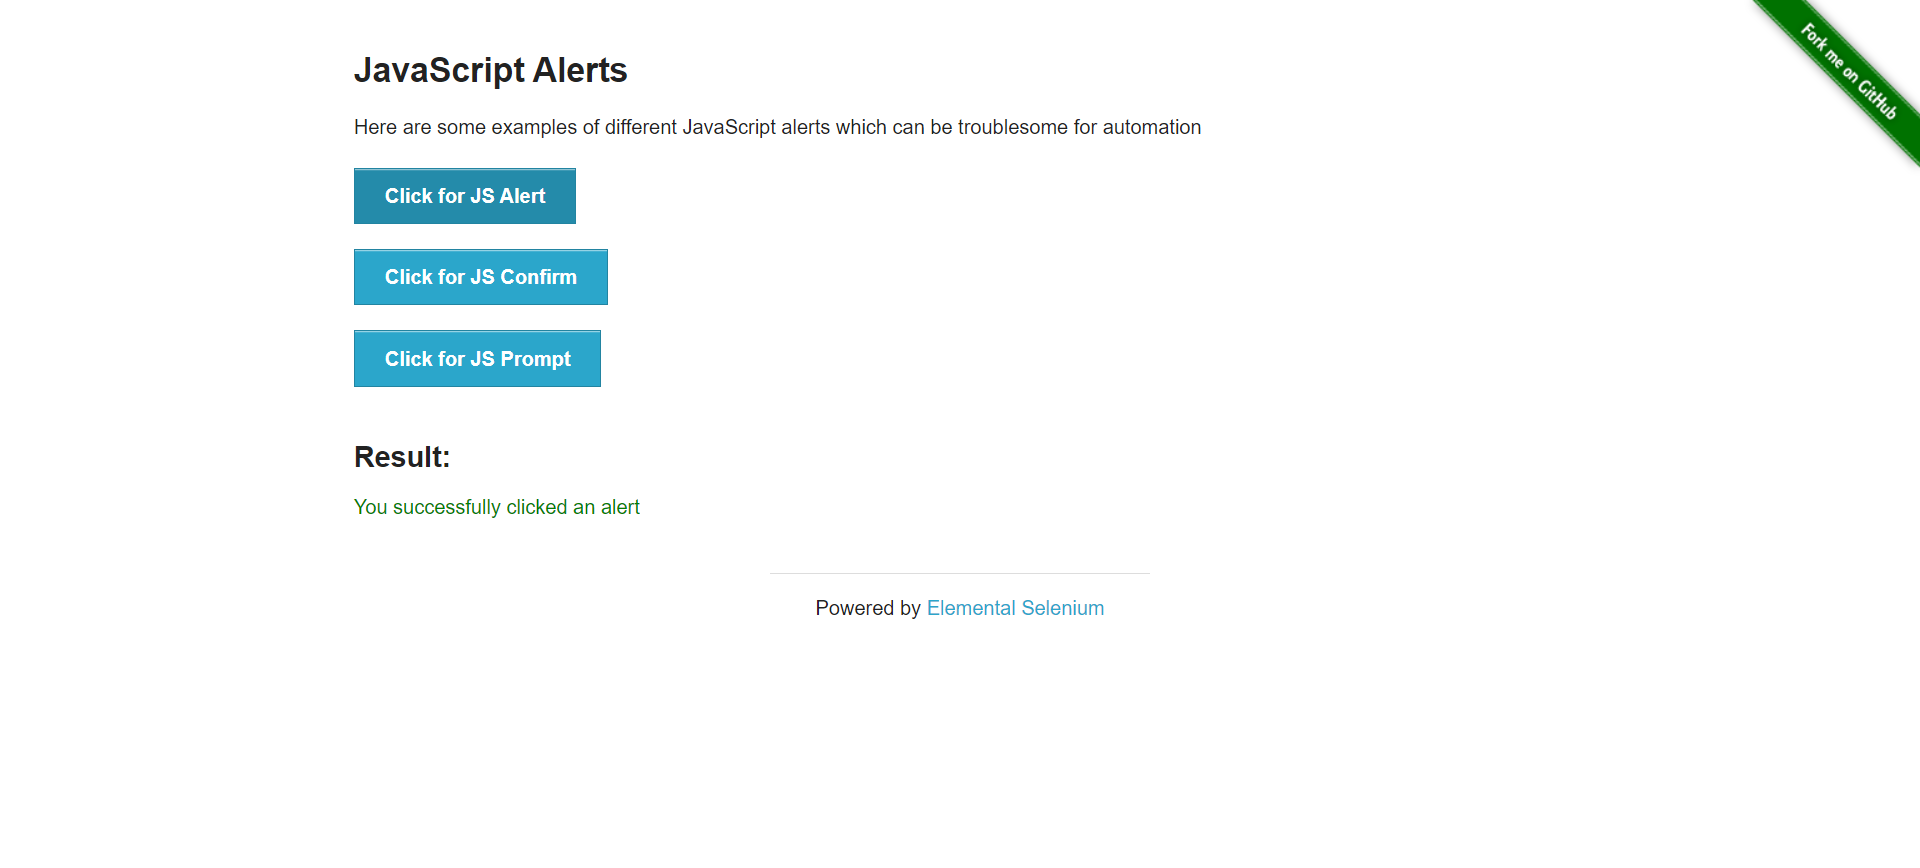 Fork me on GitHub
JavaScript Alerts
Here are some examples of different JavaScript alerts which can be troublesome for automation
Click for JS Alert
Click for JS Confirm
Click for JS Prompt
Result:
You successfully clicked an alert
Powered by Elemental Selenium